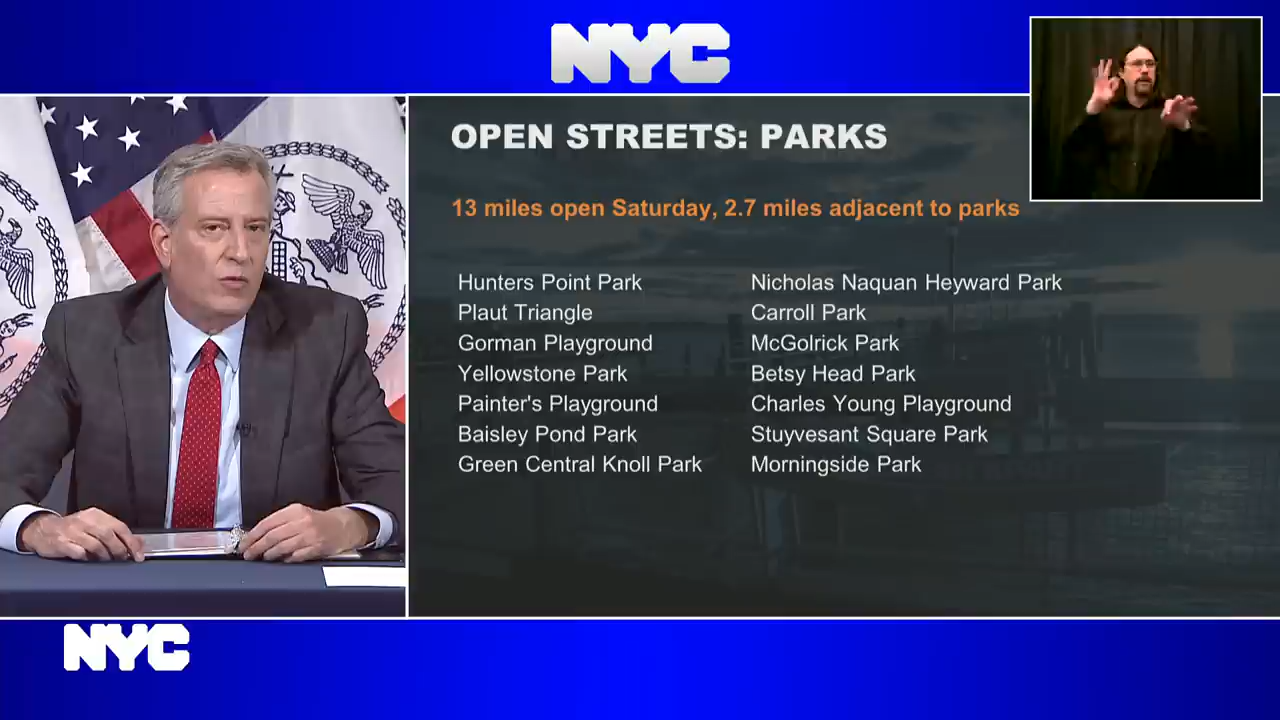 NYC
OPEN STREETS: PARKS
13 miles open Saturday, 2.7 miles adjacent to parks
Hunters Point Park
Plaut Triangle
Gorman Playground
Yellowstone Park
Painter's Playground
Baisley Pond Park
Green Central Knoll Park
Nicholas Naquan Heyward Park
Carroll Park
McGolrick Park
Betsy Head Park
Charles Young Playground
Stuyvesant Square Park
Morningside Park
NYC